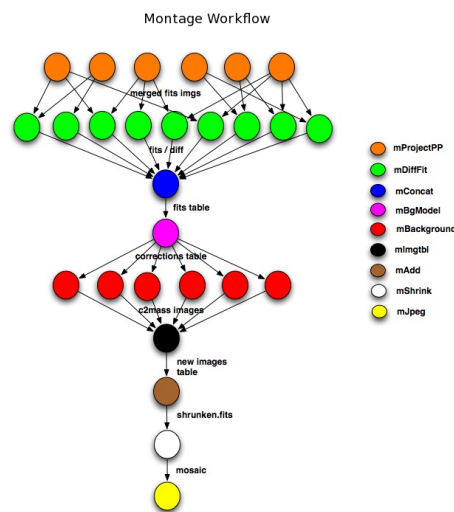 Montage Workflow
merged fits imgs
fits / diff
fits table
corrections table
c2mass images
new images
table
shrunken.fits
mosaic
mProjectPP
mDiffFit
mConcat
mBgModel
mBackground
mImgtbl
mAdd
mShrink
mJpeg